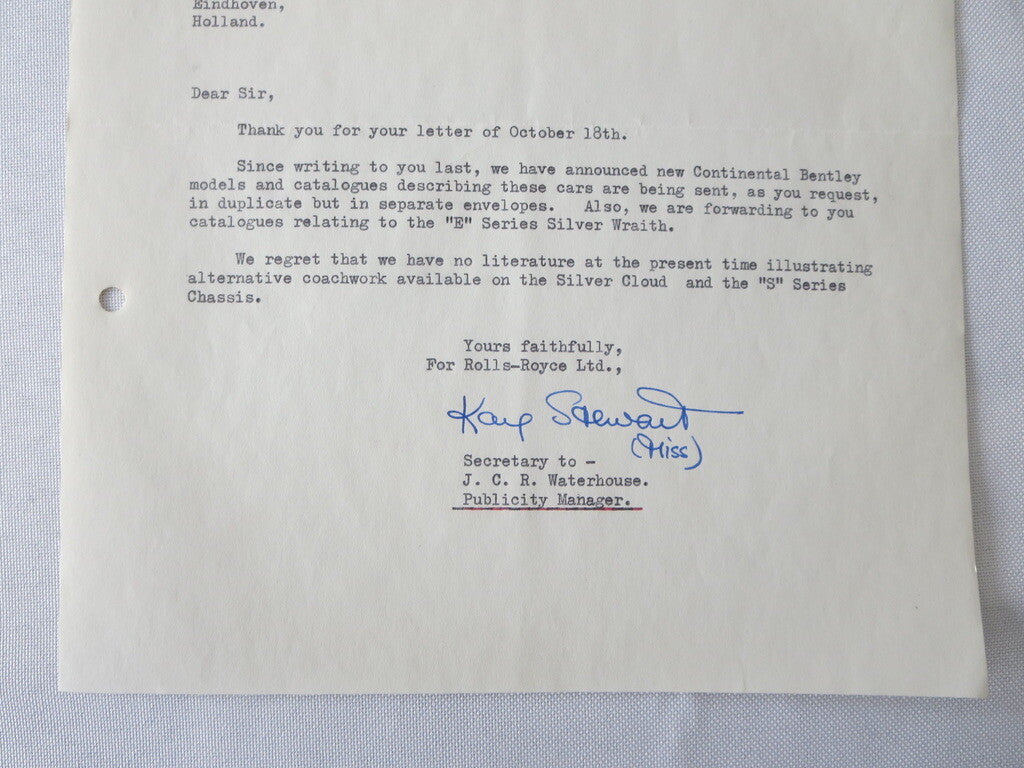 Eindhoven,
Holland.
Dear Sir,
Thank you for your letter of October 18th.
Since writing to you last, we have announced new Continental Bentley
models and catalogues describing these cars are being sent, as you request,
in duplicate but in separate envelopes. Also, we are forwarding to you
catalogues relating to the "E" Series Silver Wraith.
We regret that we have no literature at the present time illustrating
alternative coachwork available on the Silver Cloud and the "S" Series
Chassis.
Yours faithfully,
For Rolls-Royce Ltd.,
Kay Stewart
(Miss)
Secretary to -
J. C. R. Waterhouse.
Publicity Manager.